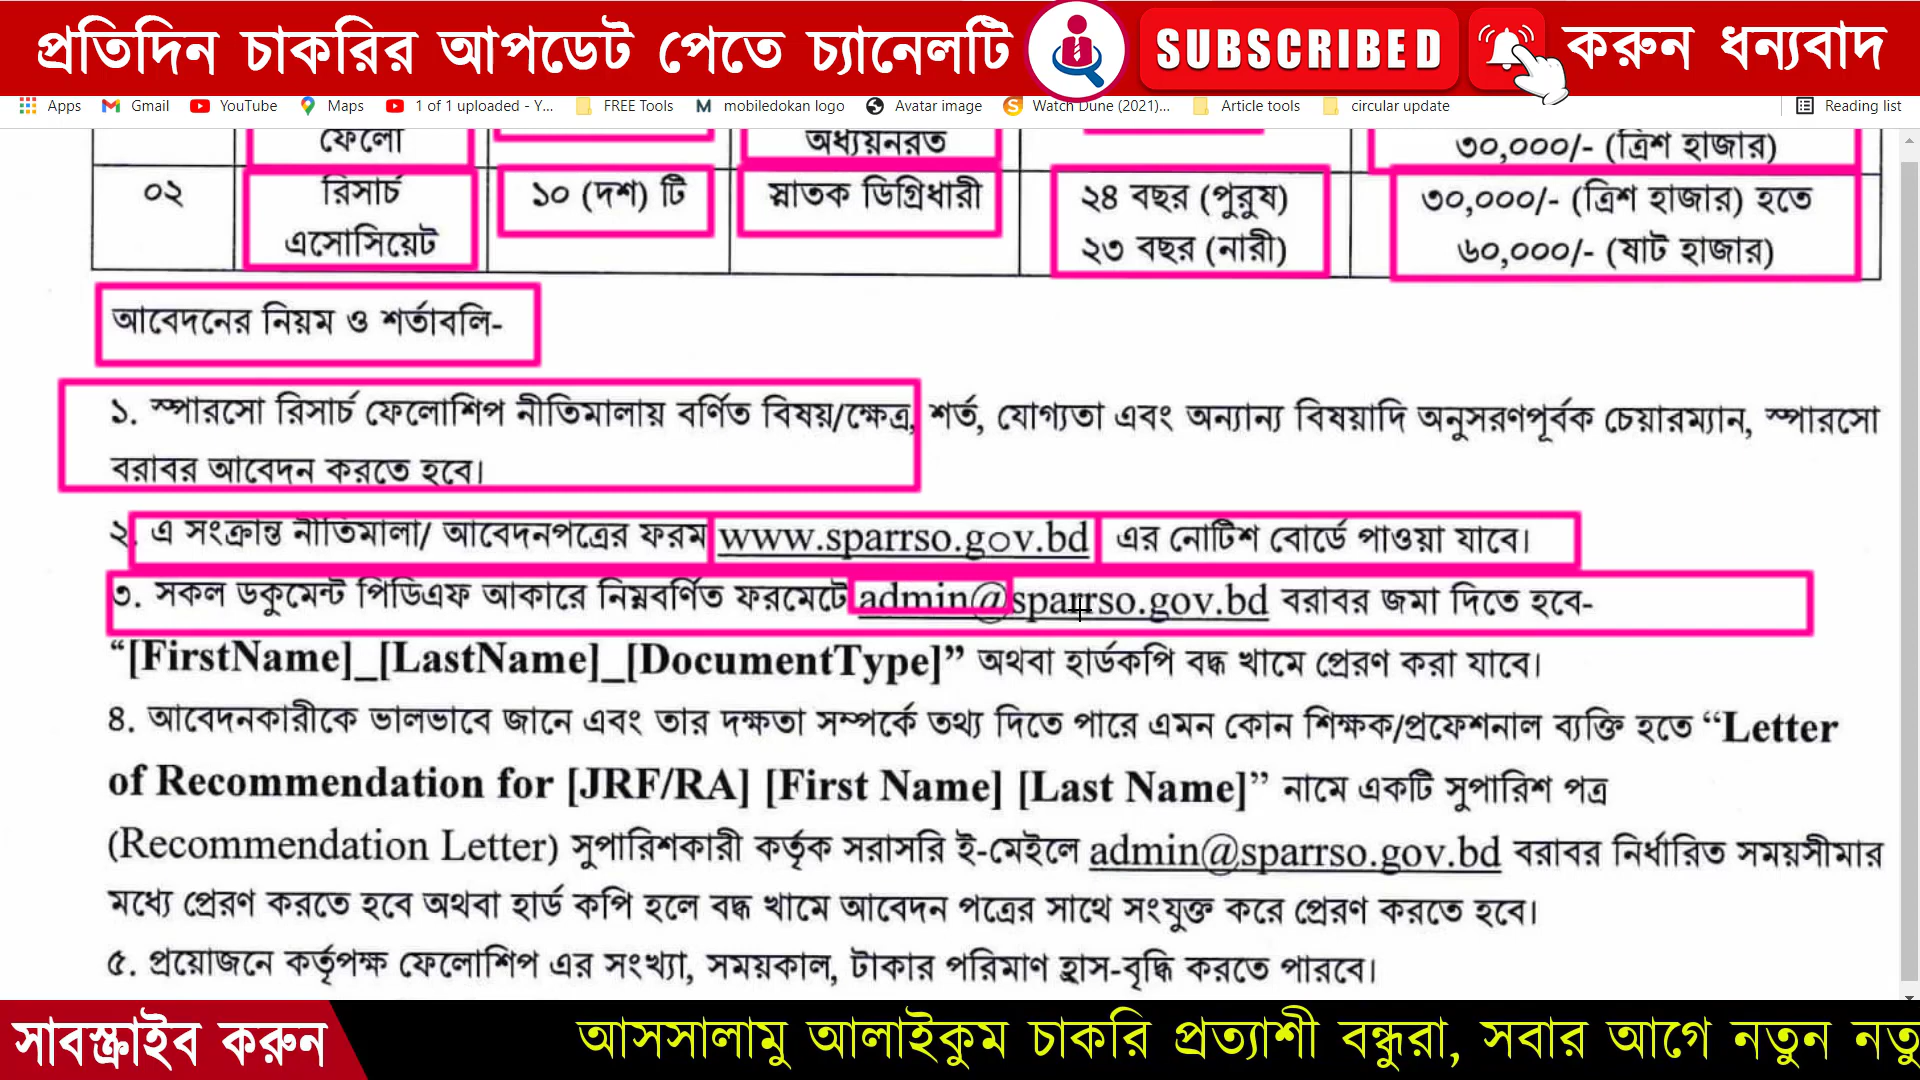 প্রতিদিন চাকরির আপডেট পেতে চ্যানেলটি SUBSCRIBED করুন ধন্যবাদ
Apps Gmail YouTube Maps 1 of 1 uploaded - Y... FREE Tools M mobiledokan logo Avatar image Watch Dune (2021)... Article tools circular update Reading list
ফেলো অধ্যয়নরত ৩০,০০০/- (ত্রিশ হাজার)
০২ রিসার্চ ১০ (দশ) টি স্নাতক ডিগ্রিধারী ২৪ বছর (পুরুষ) ৩০,০০০/- (ত্রিশ হাজার) হতে
এসোসিয়েট ২৩ বছর (নারী) ৬০,০০০/- (ষাট হাজার)
আবেদনের নিয়ম ও শর্তাবলি-
১. স্পারসো রিসার্চ ফেলোশিপ নীতিমালায় বর্ণিত বিষয়/ক্ষেত্র, শর্ত, যোগ্যতা এবং অন্যান্য বিষয়াদি অনুসরণপূর্বক চেয়ারম্যান, স্পারসো
বরাবর আবেদন করতে হবে।
২. এ সংক্রান্ত নীতিমালা/ আবেদনপত্রের ফরম www.sparrso.gov.bd এর নোটিশ বোর্ডে পাওয়া যাবে।
৩. সকল ডকুমেন্ট পিডিএফ আকারে নিম্নবর্ণিত ফরমেটে admin@sparrso.gov.bd বরাবর জমা দিতে হবে-
“[FirstName]_[LastName]_[DocumentType]” অথবা হার্ডকপি বদ্ধ খামে প্রেরণ করা যাবে।
৪. আবেদনকারীকে ভালভাবে জানে এবং তার দক্ষতা সম্পর্কে তথ্য দিতে পারে এমন কোন শিক্ষক/প্রফেশনাল ব্যক্তি হতে “Letter
of Recommendation for [JRF/RA] [First Name] [Last Name]” নামে একটি সুপারিশ পত্র
(Recommendation Letter) সুপারিশকারী কর্তৃক সরাসরি ই-মেইলে admin@sparrso.gov.bd বরাবর নির্ধারিত সময়সীমার
মধ্যে প্রেরণ করতে হবে অথবা হার্ড কপি হলে বদ্ধ খামে আবেদন পত্রের সাথে সংযুক্ত করে প্রেরণ করতে হবে।
৫. প্রয়োজনে কর্তৃপক্ষ ফেলোশিপ এর সংখ্যা, সময়কাল, টাকার পরিমাণ হ্রাস-বৃদ্ধি করতে পারবে।
সাবস্ক্রাইব করুন আসসালামু আলাইকুম চাকরি প্রত্যাশী বন্ধুরা, সবার আগে নতুন নতু